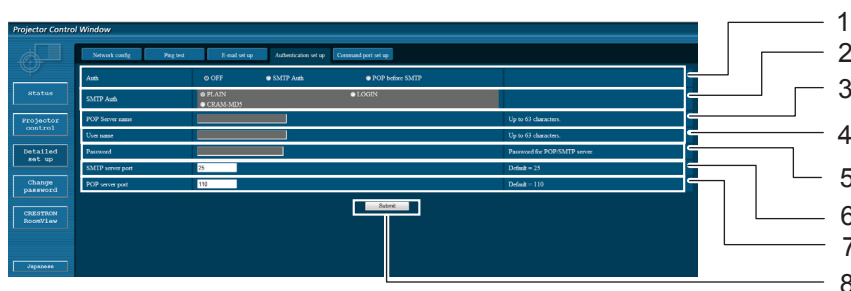 Projector Control Window
Network config Ping test E-mail set up Authentication set up Command port set up
Auth OFF SMTP Auth POP before SMTP
SMTP Auth PLAIN LOGIN
CRAM-MD5
POP Server name Up to 63 characters.
User name Up to 63 characters.
Password Password for POP/SMTP server.
SMTP server port 25 Default = 25
POP server port 110 Default = 110
Submit
Status
Projector
control
Detailed
set up
Change
password
CRESTRON
RoomView
Japanese
1
2
3
4
5
6
7
8